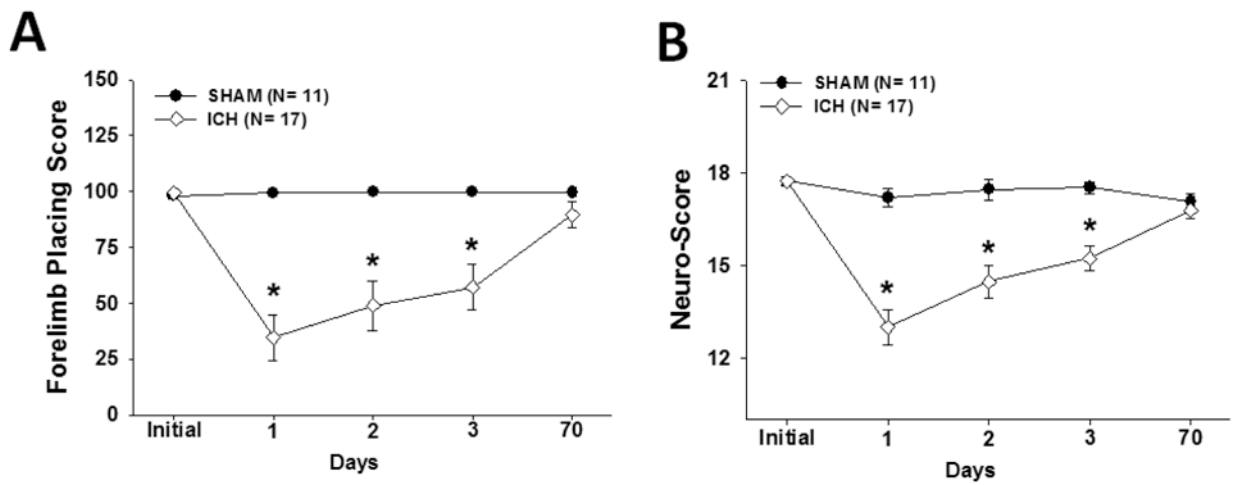 A
Forelimb Placing Score
150
125
100
75
50
25
0
SHAM (N= 11)
ICH (N= 17)
*
*
*
Initial 1 2 3 70
Days
B
Neuro-Score
21
18
15
12
SHAM (N= 11)
ICH (N= 17)
*
*
*
Initial 1 2 3 70
Days